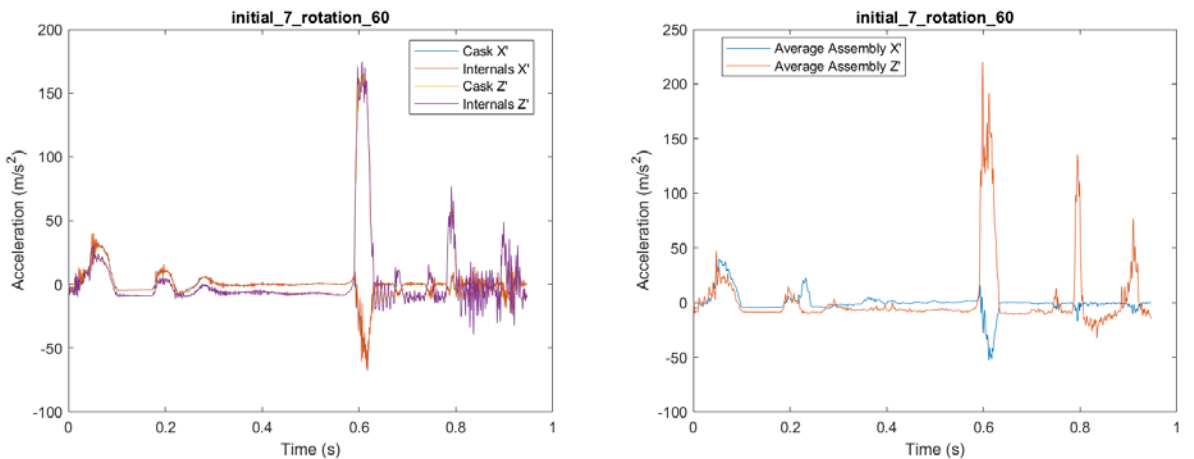 initial_7_rotation_60
200
150
100
50
0
-50
-100
Acceleration (m/s²)
Cask X'
Internals X'
Cask Z'
Internals Z'
0
0.2
0.4
0.6
0.8
1
Time (s)
initial_7_rotation_60
250
200
150
100
50
0
-50
-100
Acceleration (m/s²)
Average Assembly X'
Average Assembly Z'
0
0.2
0.4
0.6
0.8
1
Time (s)